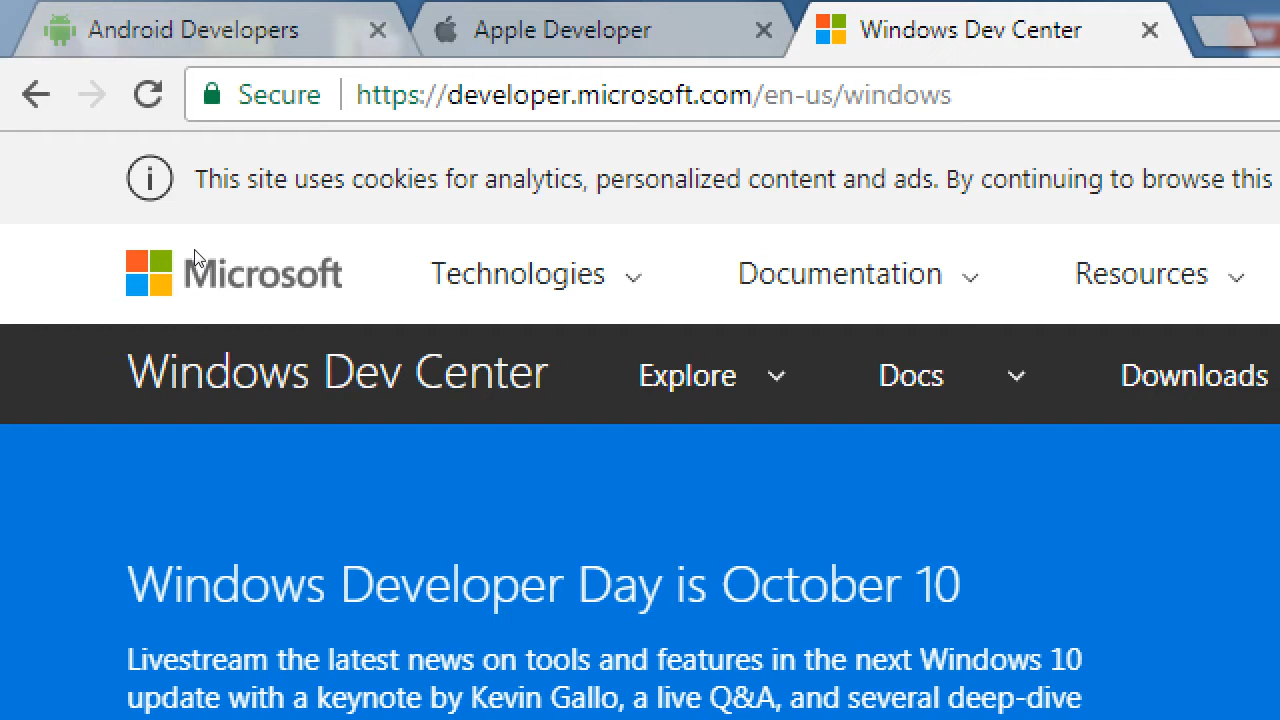 Android Developers
Apple Developer
Windows Dev Center
Secure
https://developer.microsoft.com/en-us/windows
This site uses cookies for analytics, personalized content and ads. By continuing to browse this
Microsoft
Technologies
Documentation
Resources
Windows Dev Center
Explore
Docs
Downloads
Windows Developer Day is October 10
Livestream the latest news on tools and features in the next Windows 10
update with a keynote by Kevin Gallo, a live Q&A, and several deep-dive